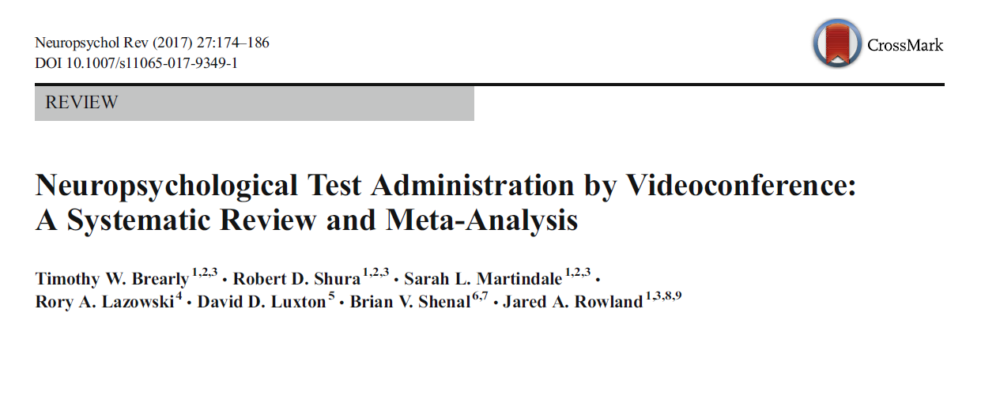 Neuropsychol Rev (2017) 27:174–186
DOI 10.1007/s11065-017-9349-1
CrossMark
REVIEW
Neuropsychological Test Administration by Videoconference:
A Systematic Review and Meta-Analysis
Timothy W. Brearly 1,2,3 · Robert D. Shura 1,2,3 · Sarah L. Martindale 1,2,3 ·
Rory A. Lazowski 4 · David D. Luxton 5 · Brian V. Shenal 6,7 · Jared A. Rowland 1,3,8,9